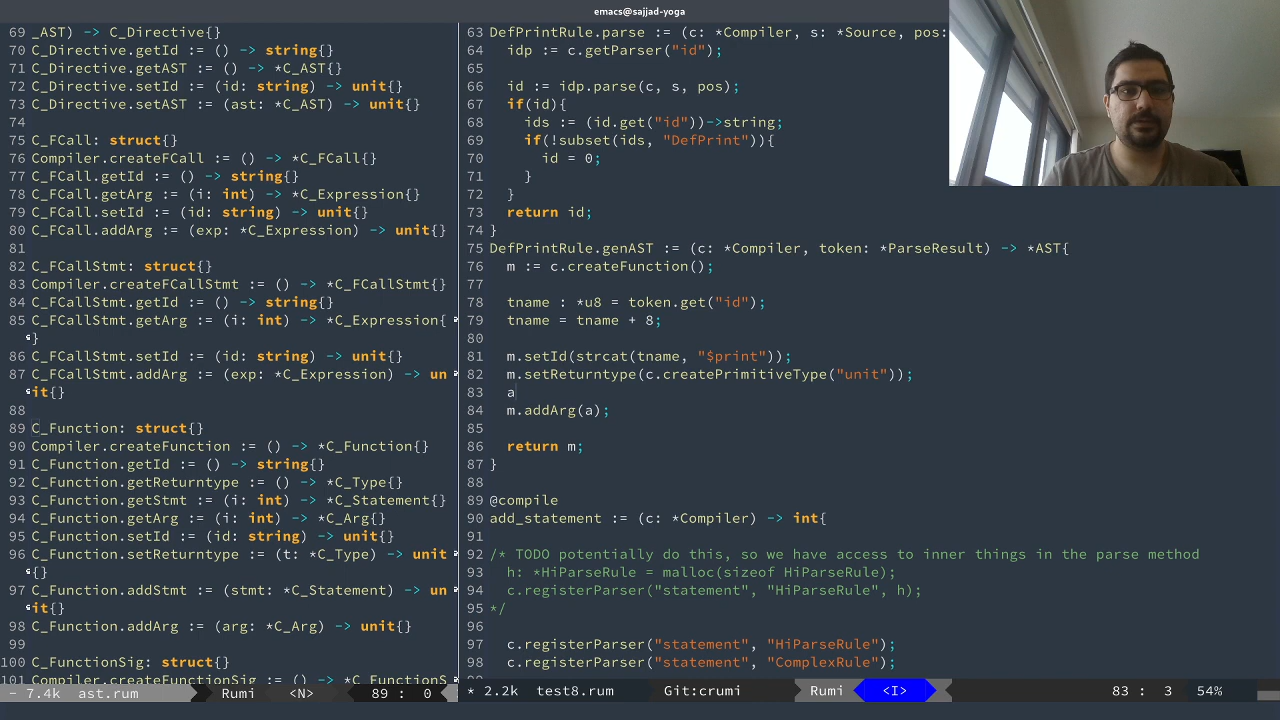 emacs@sajjad-yoga
69 _AST) -> C_Directive{}
70 C_Directive.getId := () -> string{}
71 C_Directive.getAST := () -> *C_AST{}
72 C_Directive.setId := (id: string) -> unit{}
73 C_Directive.setAST := (ast: *C_AST) -> unit{}
74
75 C_FCall: struct{}
76 Compiler.createFCall := () -> *C_FCall{}
77 C_FCall.getId := () -> string{}
78 C_FCall.getArg := (i: int) -> *C_Expression{}
79 C_FCall.setId := (id: string) -> unit{}
80 C_FCall.addArg := (exp: *C_Expression) -> unit{}
81
82 C_FCallStmt: struct{}
83 Compiler.createFCallStmt := () -> *C_FCallStmt{}
84 C_FCallStmt.getId := () -> string{}
85 C_FCallStmt.getArg := (i: int) -> *C_Expression{
}
86 C_FCallStmt.setId := (id: string) -> unit{}
87 C_FCallStmt.addArg := (exp: *C_Expression) -> un
it{}
88
89 C_Function: struct{}
90 Compiler.createFunction := () -> *C_Function{}
91 C_Function.getId := () -> string{}
92 C_Function.getReturntype := () -> *C_Type{}
93 C_Function.getStmt := (i: int) -> *C_Statement{}
94 C_Function.getArg := (i: int) -> *C_Arg{}
95 C_Function.setId := (id: string) -> unit{}
96 C_Function.setReturntype := (t: *C_Type) -> unit
{}
97 C_Function.addStmt := (stmt: *C_Statement) -> un
it{}
98 C_Function.addArg := (arg: *C_Arg) -> unit{}
99
100 C_FunctionSig: struct{}
101 Compiler.createFunctionSig := () -> *C_FunctionS
- 7.4k ast.rum Rumi <N> 89 : 0
63 DefPrintRule.parse := (c: *Compiler, s: *Source, pos:
64 idp := c.getParser("id");
65
66 id := idp.parse(c, s, pos);
67 if(id){
68 ids := (id.get("id"))->string;
69 if(!subset(ids, "DefPrint")){
70 id = 0;
71 }
72 }
73 return id;
74 }
75 DefPrintRule.genAST := (c: *Compiler, token: *ParseResult) -> *AST{
76 m := c.createFunction();
77
78 tname : *u8 = token.get("id");
79 tname = tname + 8;
80
81 m.setId(strcat(tname, "$print"));
82 m.setReturntype(c.createPrimitiveType("unit"));
83 a
84 m.addArg(a);
85
86 return m;
87 }
88
89 @compile
90 add_statement := (c: *Compiler) -> int{
91
92 /* TODO potentially do this, so we have access to inner things in the parse method
93 h: *HiParseRule = malloc(sizeof HiParseRule);
94 c.registerParser("statement", "HiParseRule", h);
95 */
96
97 c.registerParser("statement", "HiParseRule");
98 c.registerParser("statement", "ComplexRule");
* 2.2k test8.rum Git:crumi Rumi <I> 83 : 3 54%